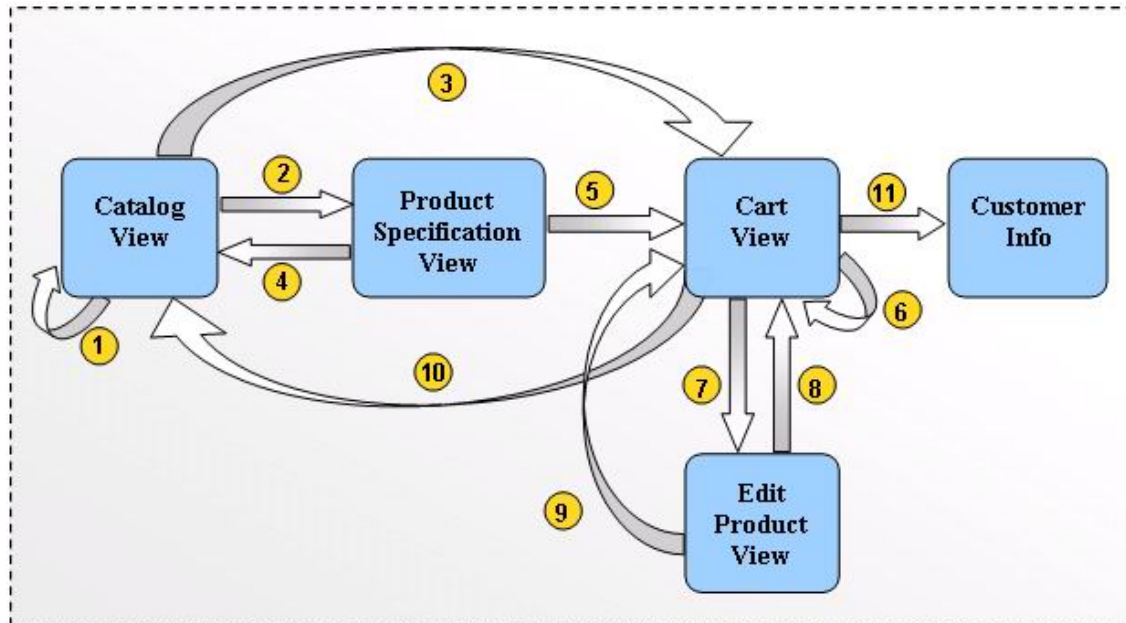 3
2
5
11
Catalog
View
Product
Specification
View
Cart
View
Customer
Info
4
1
6
10
7
8
9
Edit
Product
View